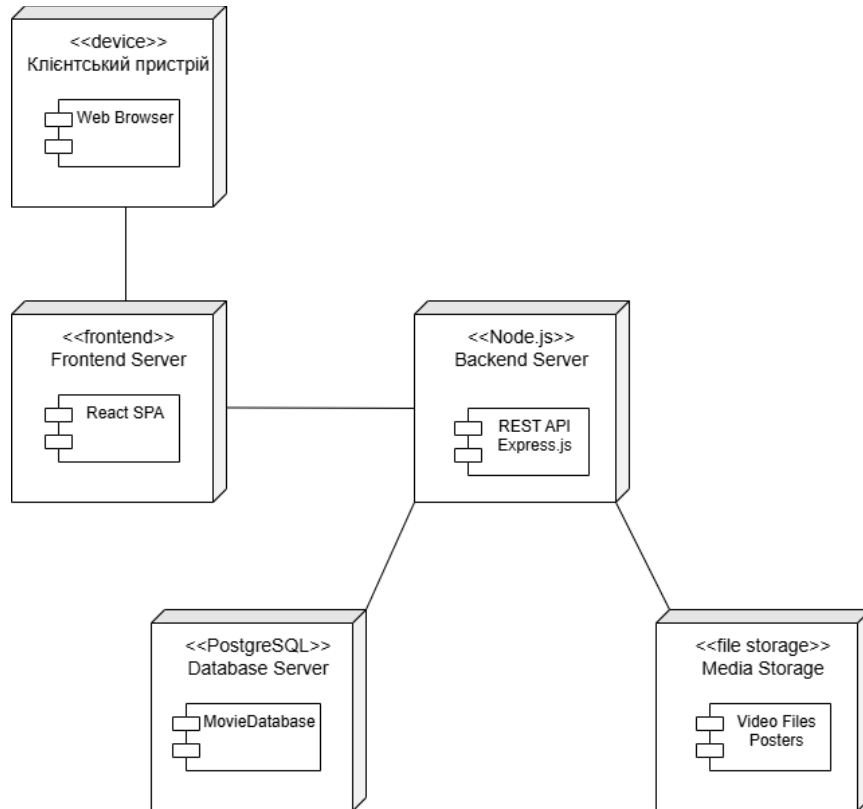 <<device>>
Клієнтський пристрій
Web Browser
<<frontend>>
Frontend Server
React SPA
<<Node.js>>
Backend Server
REST API
Express.js
<<PostgreSQL>>
Database Server
MovieDatabase
<<file storage>>
Media Storage
Video Files
Posters